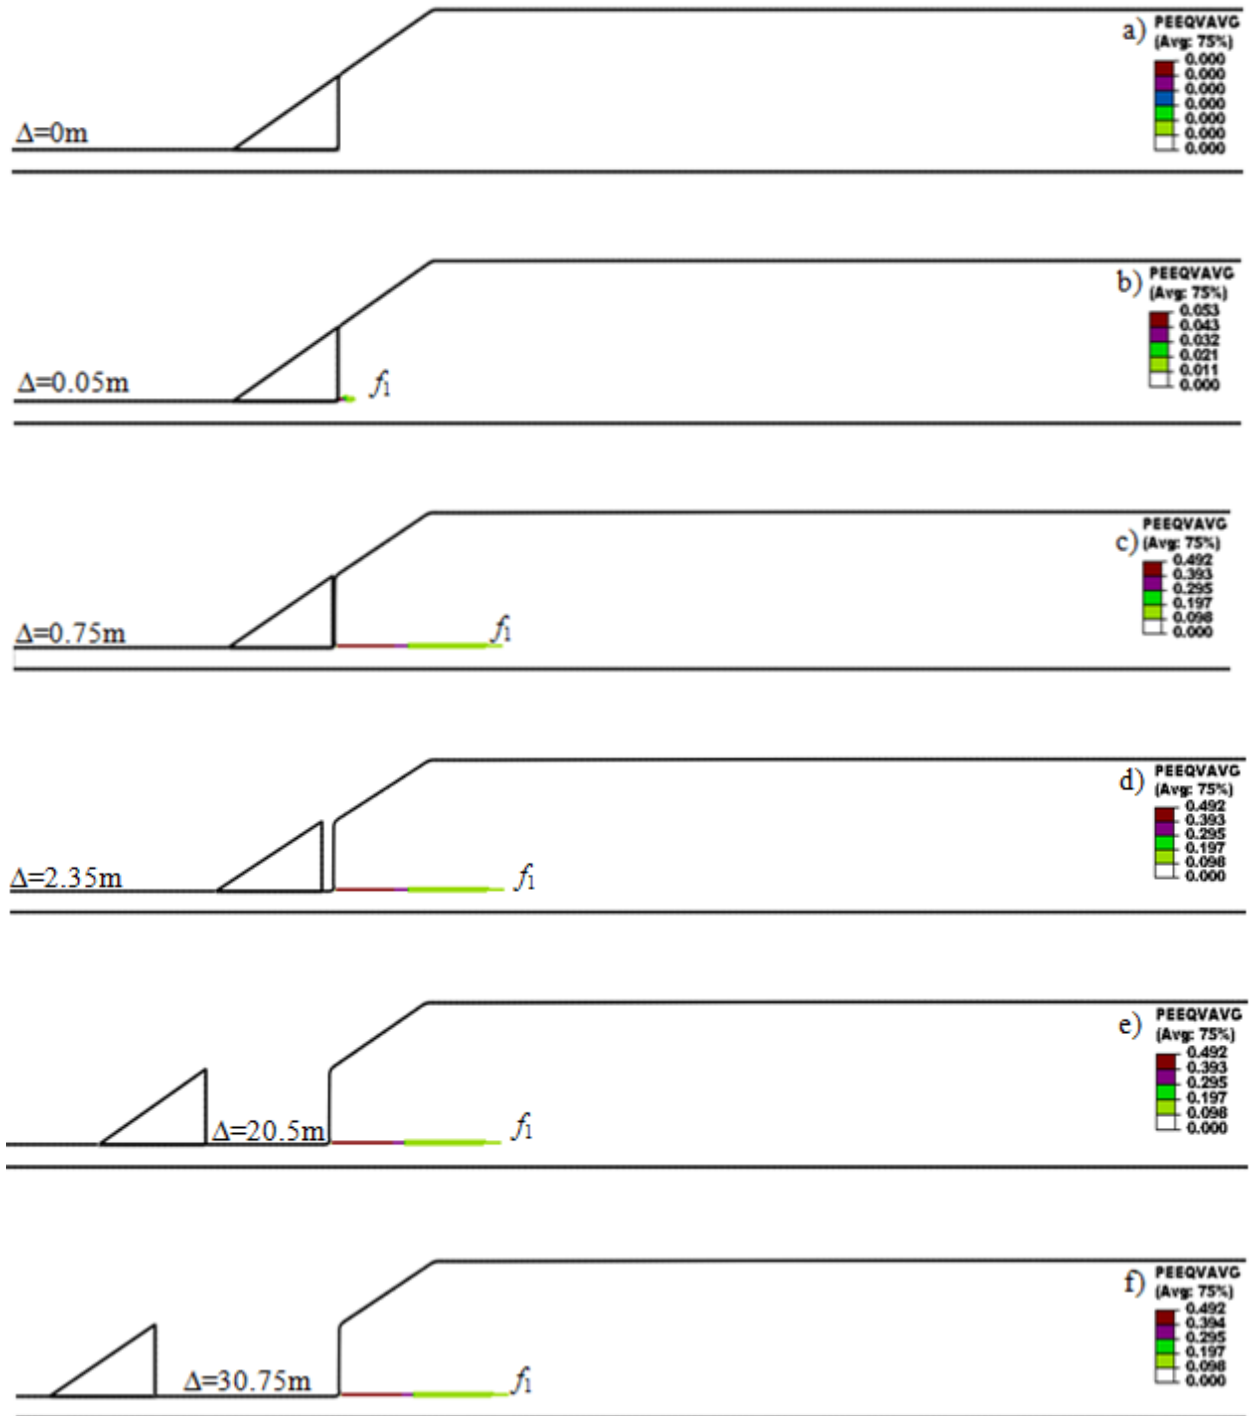 a) PEEQVAVG
(Avg: 75%)
0.000
0.000
0.000
0.000
0.000
0.000
0.000
Δ=0m
b) PEEQVAVG
(Avg: 75%)
0.053
0.043
0.032
0.021
0.011
0.000
Δ=0.05m
f1
c) PEEQVAVG
(Avg: 75%)
0.492
0.393
0.295
0.197
0.098
0.000
Δ=0.75m
f1
d) PEEQVAVG
(Avg: 75%)
0.492
0.393
0.295
0.197
0.098
0.000
Δ=2.35m
f1
e) PEEQVAVG
(Avg: 75%)
0.492
0.393
0.295
0.197
0.098
0.000
Δ=20.5m
f1
f) PEEQVAVG
(Avg: 75%)
0.492
0.394
0.295
0.197
0.098
0.000
Δ=30.75m
f1